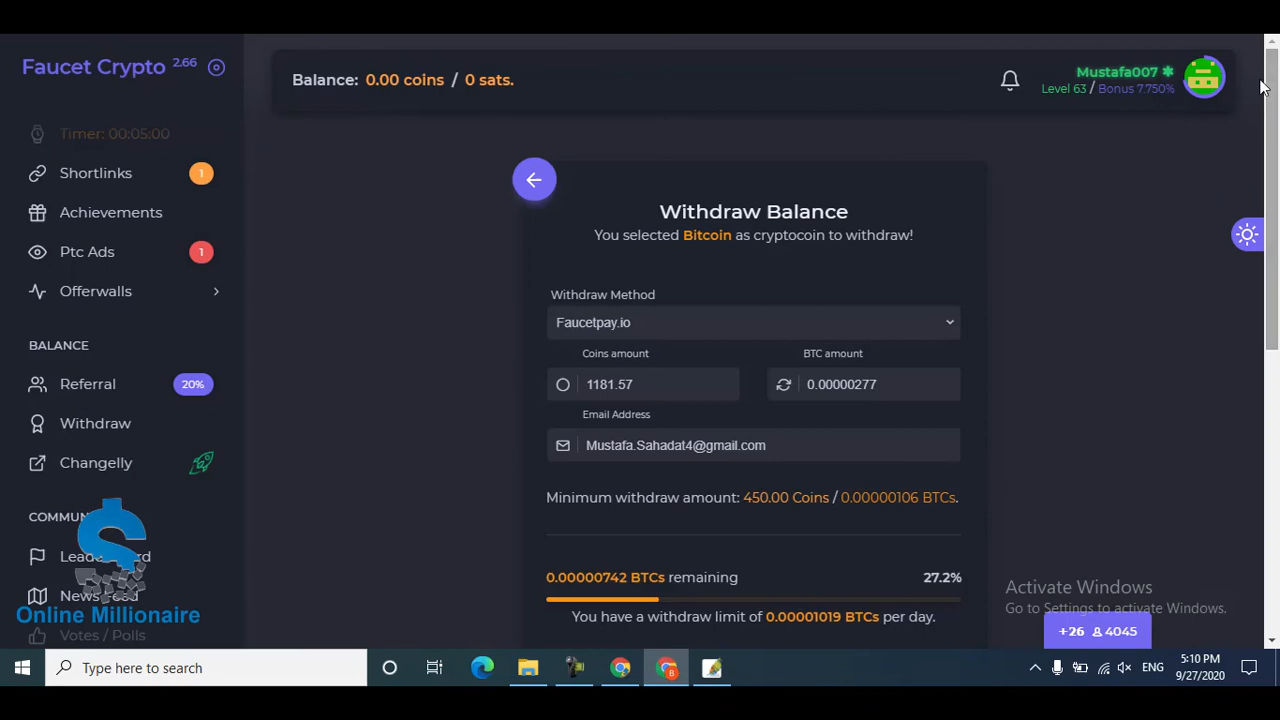 Faucet Crypto 2.66
Balance: 0.00 coins / 0 sats.
Mustafa007 ✱
Level 63 / Bonus 7.750%
Timer: 00:05:00
Shortlinks 1
Achievements
Ptc Ads 1
Offerwalls
BALANCE
Referral 20%
Withdraw
Changelly
COMMUN
Lea rd
News
Votes / Polls
Online Millionaire
Withdraw Balance
You selected Bitcoin as cryptocoin to withdraw!
Withdraw Method
Faucetpay.io
Coins amount BTC amount
1181.57 0.00000277
Email Address
Mustafa.Sahadat4@gmail.com
Minimum withdraw amount: 450.00 Coins / 0.00000106 BTCs.
0.00000742 BTCs remaining 27.2%
You have a withdraw limit of 0.00001019 BTCs per day.
Activate Windows
Go to Settings to activate Windows.
+26 4045
Type here to search
B
ENG
5:10 PM
9/27/2020